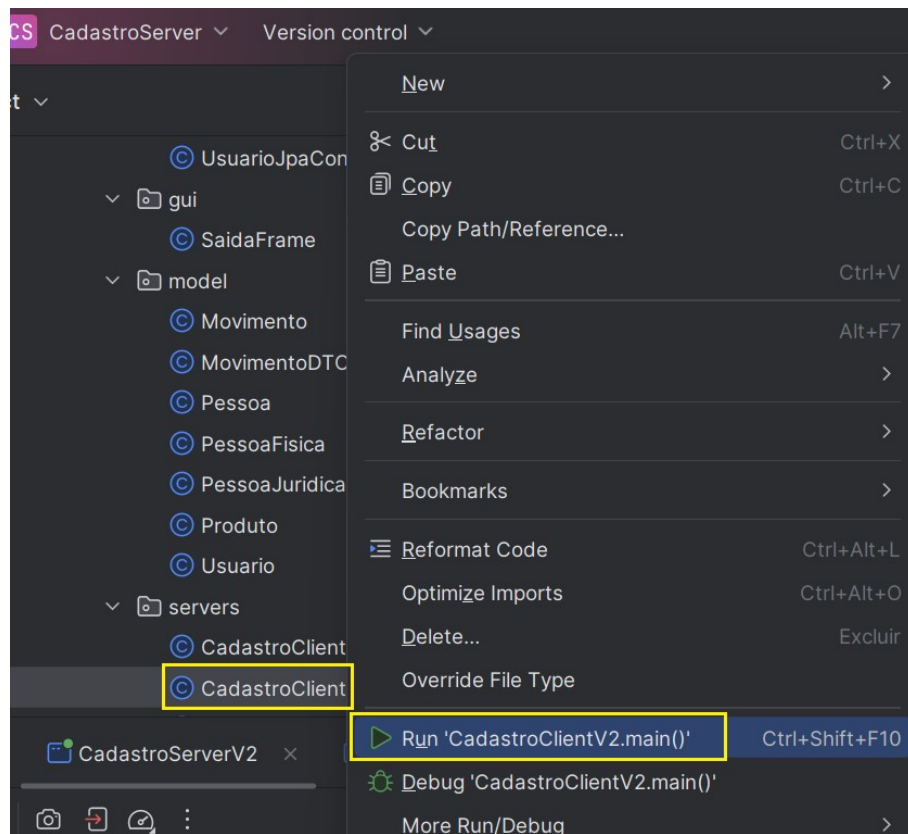 CS CadastroServer Version control
ct
UsuarioJpaCon
gui
SaidaFrame
model
Movimento
MovimentoDTO
Pessoa
PessoaFisica
PessoaJuridica
Produto
Usuario
servers
CadastroClient
CadastroClient
CadastroServerV2
New
Cut Ctrl+X
Copy Ctrl+C
Copy Path/Reference...
Paste Ctrl+V
Find Usages Alt+F7
Analyze
Refactor
Bookmarks
Reformat Code Ctrl+Alt+L
Optimize Imports Ctrl+Alt+O
Delete... Excluir
Override File Type
Run 'CadastroClientV2.main()' Ctrl+Shift+F10
Debug 'CadastroClientV2.main()'
More Run/Debug